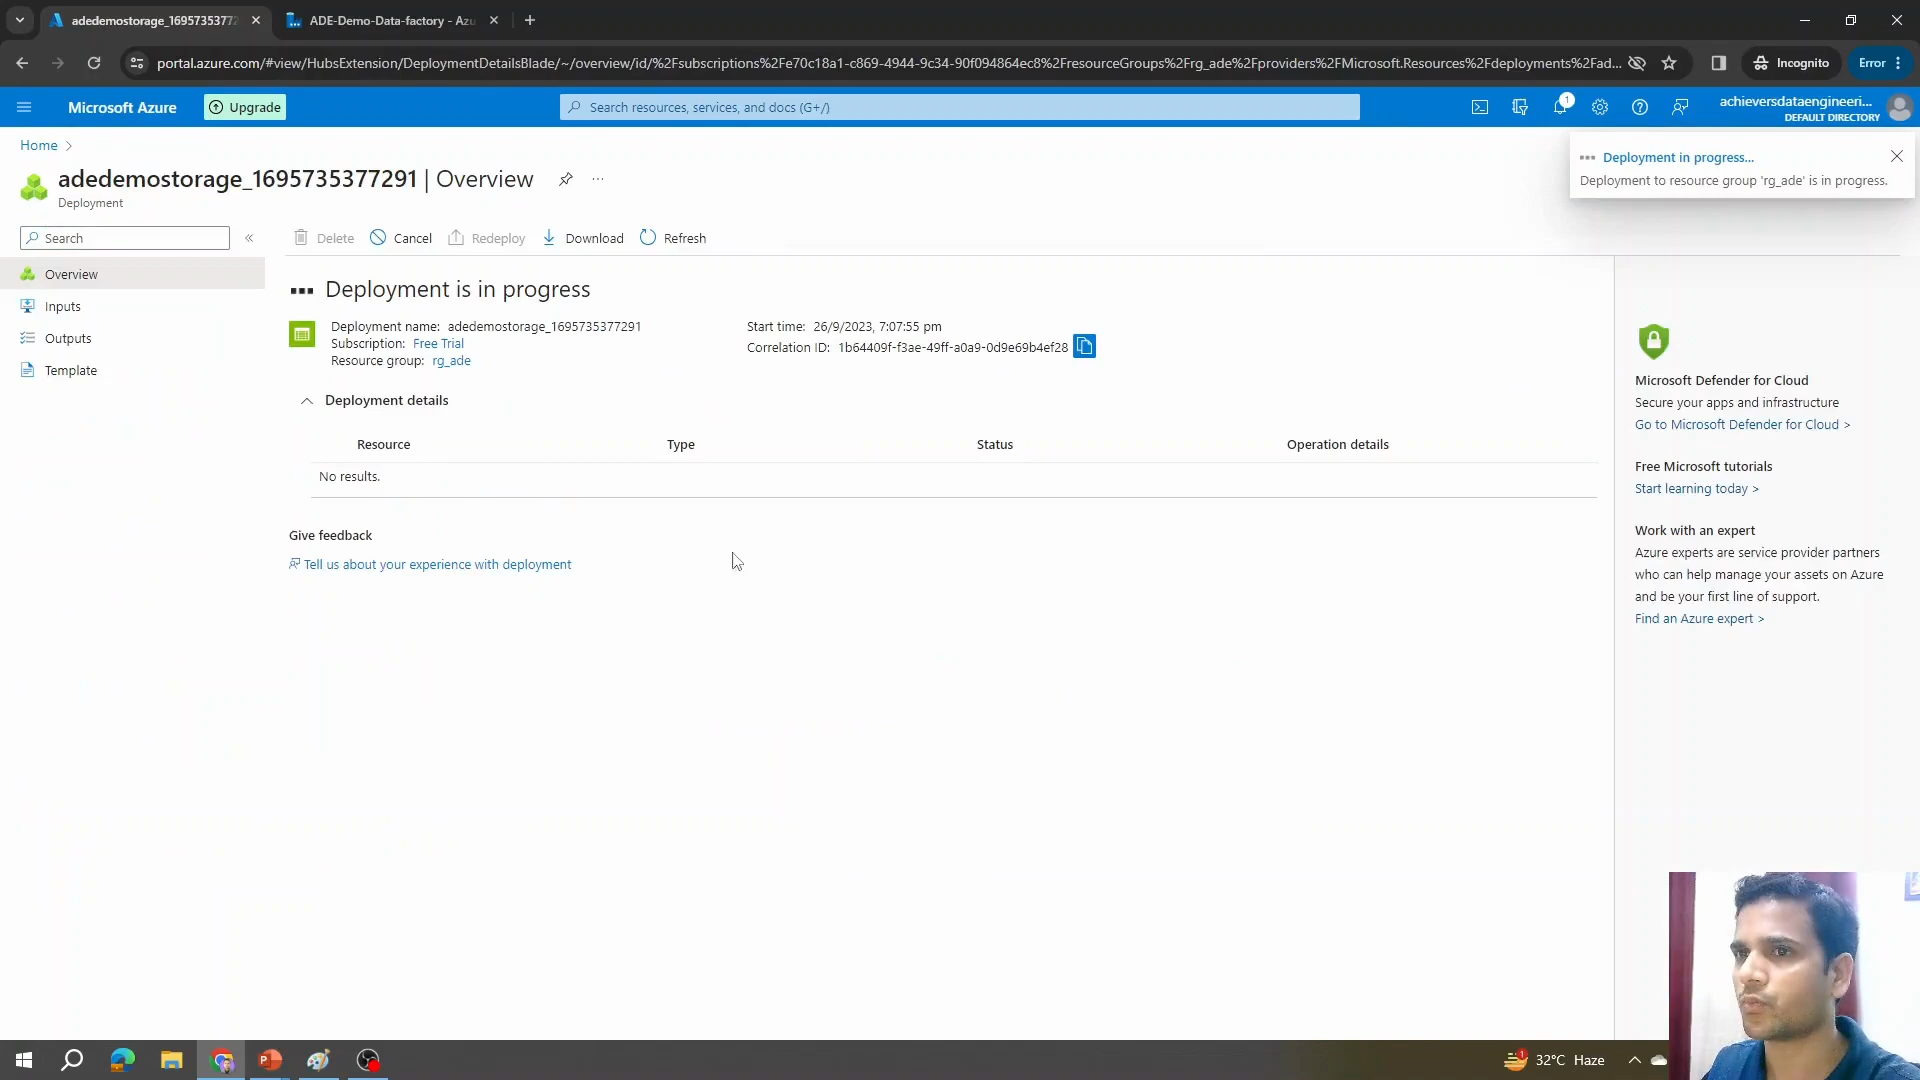 adedemostorage_16957353772
ADE-Demo-Data-factory - Azu
portal.azure.com/#view/HubsExtension/DeploymentDetailsBlade/~/overview/id/%2Fsubscriptions%2Fe70c18a1-c869-4944-9c34-90f094864ec8%2FresourceGroups%2Frg_ade%2Fproviders%2FMicrosoft.Resources%2Fdeployments%2Fad...
Incognito
Error
Microsoft Azure
Upgrade
Search resources, services, and docs (G+/)
1
achieversdataengineeri...
DEFAULT DIRECTORY
Home >
Deployment in progress...
Deployment to resource group 'rg_ade' is in progress.
adedemostorage_1695735377291 | Overview
Deployment
Search
Delete
Cancel
Redeploy
Download
Refresh
Overview
Inputs
Outputs
Template
Deployment is in progress
Deployment name: adedemostorage_1695735377291
Subscription: Free Trial
Resource group: rg_ade
Start time: 26/9/2023, 7:07:55 pm
Correlation ID: 1b64409f-f3ae-49ff-a0a9-0d9e69b4ef28
Deployment details
Resource Type Status Operation details
No results.
Give feedback
Tell us about your experience with deployment
Microsoft Defender for Cloud
Secure your apps and infrastructure
Go to Microsoft Defender for Cloud >
Free Microsoft tutorials
Start learning today >
Work with an expert
Azure experts are service provider partners
who can help manage your assets on Azure
and be your first line of support.
Find an Azure expert >
1
32°C Haze